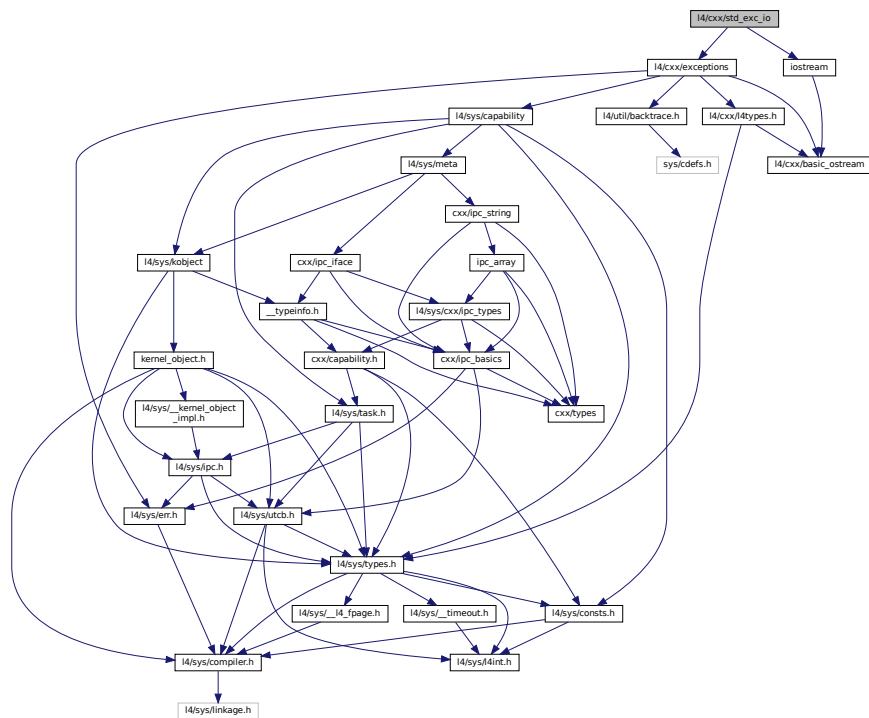 l4/cxx/std_exc_io
l4/cxx/exceptions
iostream
l4/sys/capability
l4/util/backtrace.h
l4/cxx/l4types.h
l4/sys/meta
sys/cdefs.h
l4/cxx/basic_ostream
cxx/ipc_string
l4/sys/kobject
cxx/ipc_iface
ipc_array
__typeinfo.h
l4/sys/cxx/ipc_types
kernel_object.h
cxx/capability.h
cxx/ipc_basics
l4/sys/__kernel_object
_impl.h
l4/sys/task.h
cxx/types
l4/sys/ipc.h
l4/sys/err.h
l4/sys/utcb.h
l4/sys/types.h
l4/sys/__l4_fpage.h
l4/sys/__timeout.h
l4/sys/consts.h
l4/sys/compiler.h
l4/sys/l4int.h
l4/sys/linkage.h